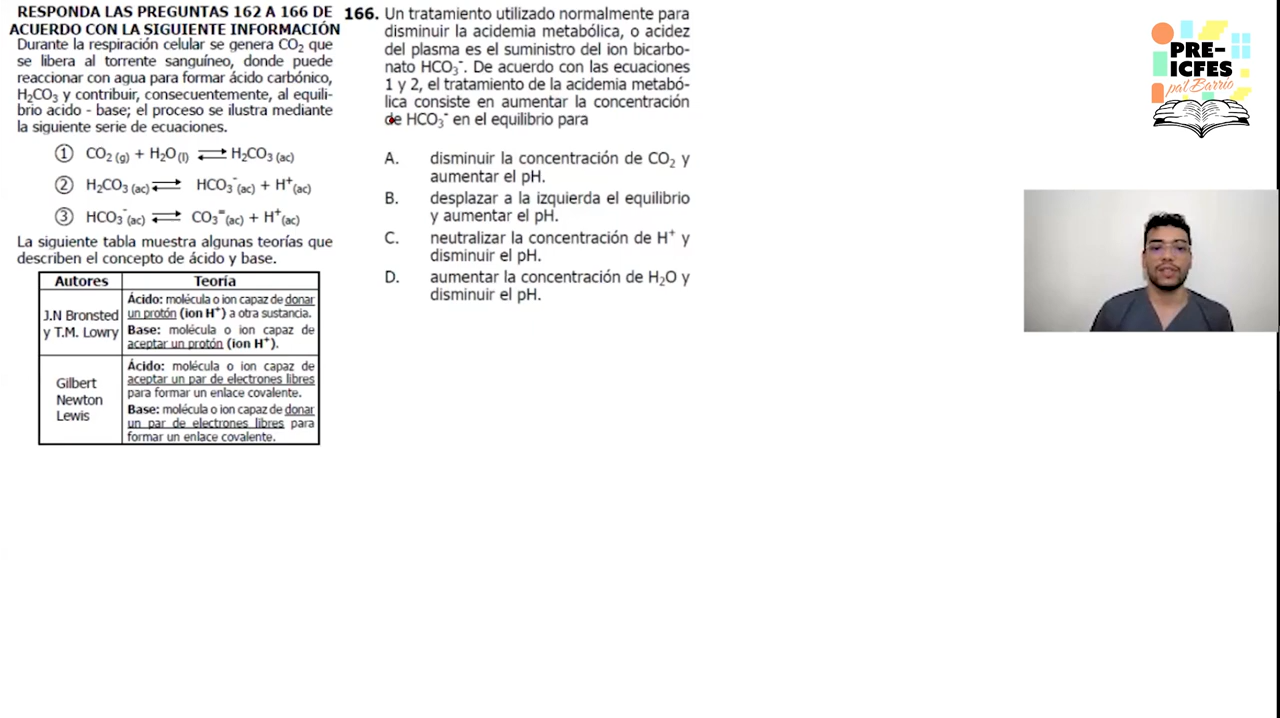 RESPONDA LAS PREGUNTAS 162 A 166 DE
ACUERDO CON LA SIGUIENTE INFORMACIÓN
Durante la respiración celular se genera CO₂ que
se libera al torrente sanguíneo, donde puede
reaccionar con agua para formar ácido carbónico,
H₂CO₃ y contribuir, consecuentemente, al equili-
brio acido - base; el proceso se ilustra mediante
la siguiente serie de ecuaciones.
① CO₂ (g) + H₂O (l) ⇌ H₂CO₃ (ac)
② H₂CO₃ (ac) ⇌ HCO₃⁻(ac) + H⁺(ac)
③ HCO₃⁻(ac) ⇌ CO₃⁼(ac) + H⁺(ac)
La siguiente tabla muestra algunas teorías que
describen el concepto de ácido y base.
Autores Teoría
J.N Bronsted
y T.M. Lowry
Ácido: molécula o ion capaz de donar
un protón (ion H⁺) a otra sustancia.
Base: molécula o ion capaz de
aceptar un protón (ion H⁺).
Gilbert
Newton
Lewis
Ácido: molécula o ion capaz de
aceptar un par de electrones libres
para formar un enlace covalente.
Base: molécula o ion capaz de donar
un par de electrones libres para
formar un enlace covalente.
166. Un tratamiento utilizado normalmente para
disminuir la acidemia metabólica, o acidez
del plasma es el suministro del ion bicarbo-
nato HCO₃⁻. De acuerdo con las ecuaciones
1 y 2, el tratamiento de la acidemia metabó-
lica consiste en aumentar la concentración
de HCO₃⁻ en el equilibrio para
A. disminuir la concentración de CO₂ y
aumentar el pH.
B. desplazar a la izquierda el equilibrio
y aumentar el pH.
C. neutralizar la concentración de H⁺ y
disminuir el pH.
D. aumentar la concentración de H₂O y
disminuir el pH.
PRE-
ICFES
pa'l Barrio